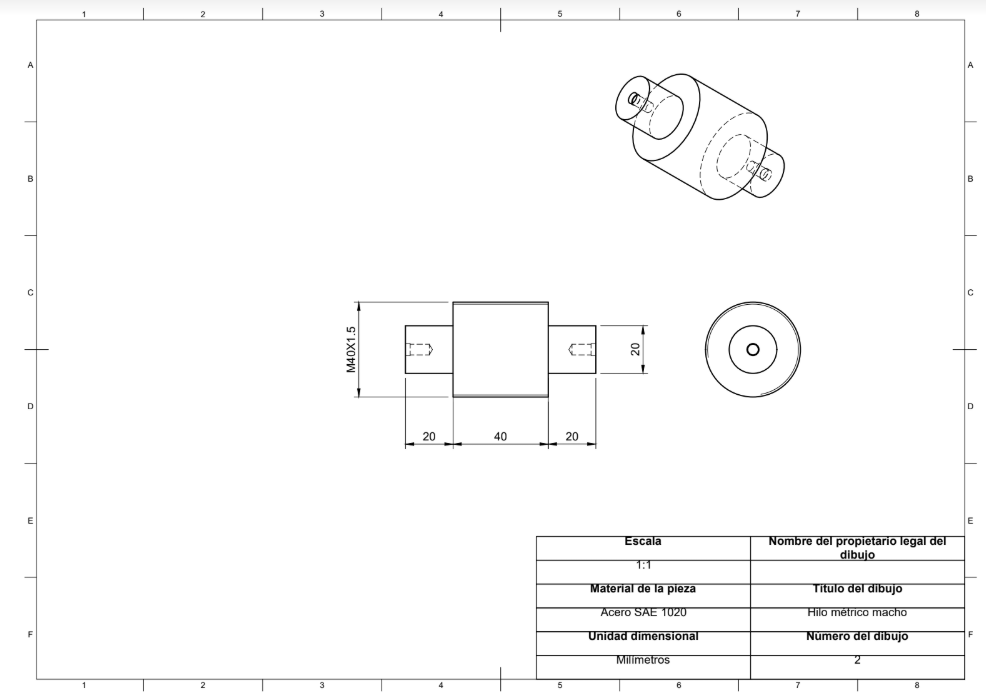 1 2 3 4 5 6 7 8
A A
B B
M40X1.5
20
C C
D D
20 40 20
E E
Escala Nombre del propietario legal del
dibujo
1:1
Material de la pieza Título del dibujo
Acero SAE 1020 Hilo métrico macho
F F
Unidad dimensional Número del dibujo
Milímetros 2
1 2 3 4 5 6 7 8